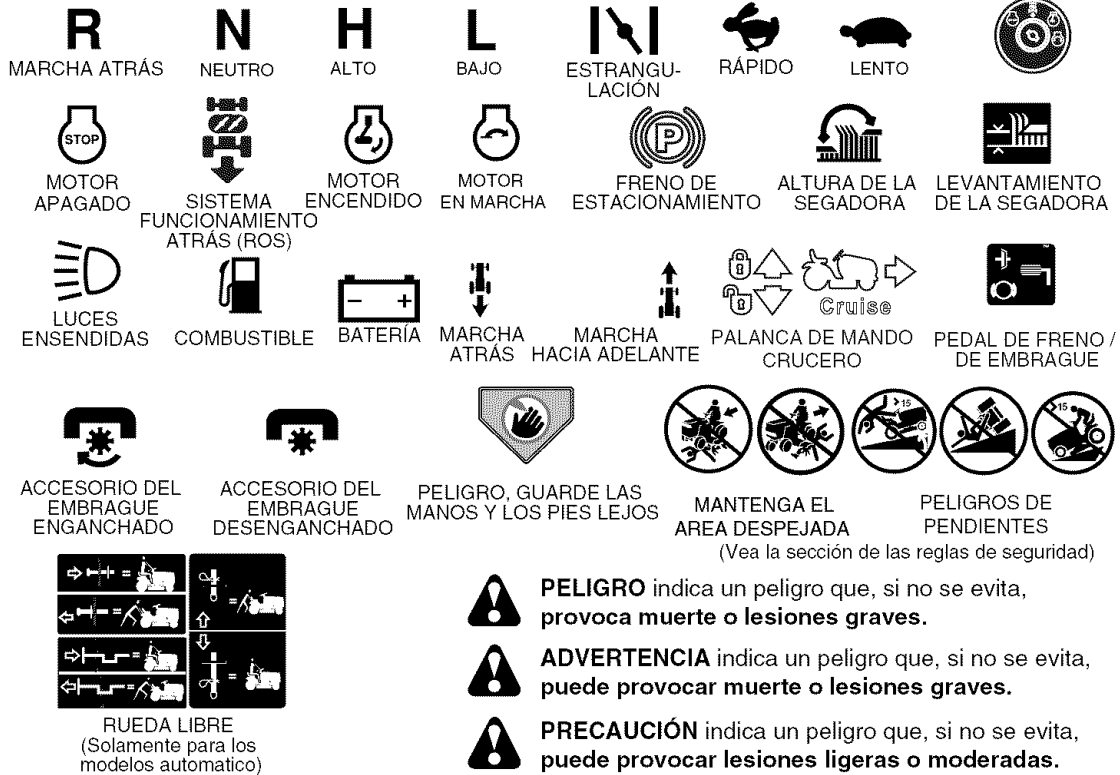 R N H L
MARCHA ATRÁS NEUTRO ALTO BAJO ESTRANGU-
LACIÓN RÁPIDO LENTO
STOP
MOTOR
APAGADO
SISTEMA
FUNCIONAMIENTO
ATRÁS (ROS)
MOTOR
ENCENDIDO
MOTOR
EN MARCHA
P
FRENO DE
ESTACIONAMIENTO
ALTURA DE LA
SEGADORA
LEVANTAMIENTO
DE LA SEGADORA
LUCES
ENSENDIDAS
COMBUSTIBLE
- +
BATERÍA
MARCHA
ATRÁS
MARCHA
HACIA ADELANTE
Cruise
PALANCA DE MANDO
CRUCERO
PEDAL DE FRENO /
DE EMBRAGUE
ACCESORIO DEL
EMBRAGUE
ENGANCHADO
ACCESORIO DEL
EMBRAGUE
DESENGANCHADO
PELIGRO, GUARDE LAS
MANOS Y LOS PIES LEJOS
MANTENGA EL
AREA DESPEJADA
>15
>15
PELIGROS DE
PENDIENTES
(Vea la sección de las reglas de seguridad)
RUEDA LIBRE
(Solamente para los
modelos automatico)
PELIGRO indica un peligro que, si no se evita,
provoca muerte o lesiones graves.
ADVERTENCIA indica un peligro que, si no se evita,
puede provocar muerte o lesiones graves.
PRECAUCIÓN indica un peligro que, si no se evita,
puede provocar lesiones ligeras o moderadas.